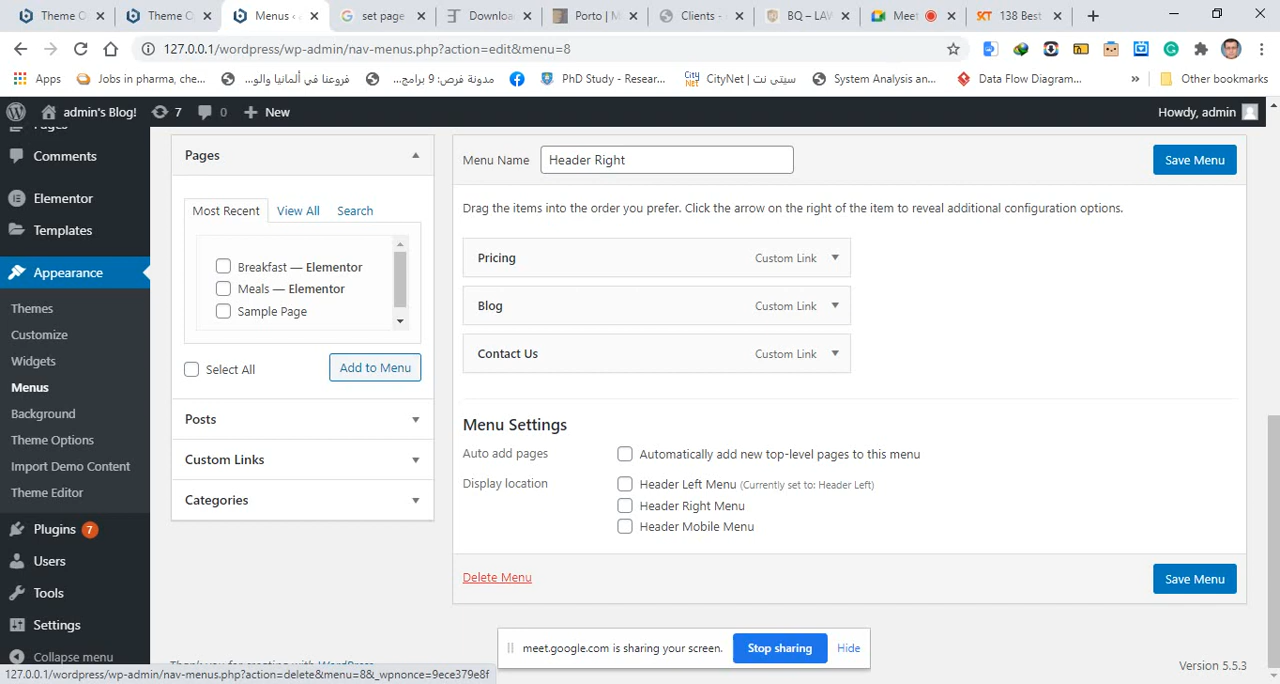 Theme O
Theme O
Menus ‹
set page
Downloa
Porto | M
Clients -
BQ – LAW
Meet
138 Best
127.0.0.1/wordpress/wp-admin/nav-menus.php?action=edit&menu=8
Apps
Jobs in pharma, che...
فروعنا في ألمانيا والو...
مدونة فرص: 9 برامج...
PhD Study - Resear...
CityNet سيتى نت |
System Analysis an...
Data Flow Diagram...
»
Other bookmarks
admin's Blog!
7
0
New
Howdy, admin
Pages
Comments
Elementor
Templates
Appearance
Themes
Customize
Widgets
Menus
Background
Theme Options
Import Demo Content
Theme Editor
Plugins 7
Users
Tools
Settings
Collapse menu
Pages
Most Recent
View All
Search
Breakfast — Elementor
Meals — Elementor
Sample Page
Select All
Add to Menu
Posts
Custom Links
Categories
Menu Name
Header Right
Save Menu
Drag the items into the order you prefer. Click the arrow on the right of the item to reveal additional configuration options.
Pricing
Custom Link
Blog
Custom Link
Contact Us
Custom Link
Menu Settings
Auto add pages
Automatically add new top-level pages to this menu
Display location
Header Left Menu (Currently set to: Header Left)
Header Right Menu
Header Mobile Menu
Delete Menu
Save Menu
meet.google.com is sharing your screen.
Stop sharing
Hide
Thank you for creating with WordPress
Version 5.5.3
127.0.0.1/wordpress/wp-admin/nav-menus.php?action=delete&menu=8&_wpnonce=9ece379e8f